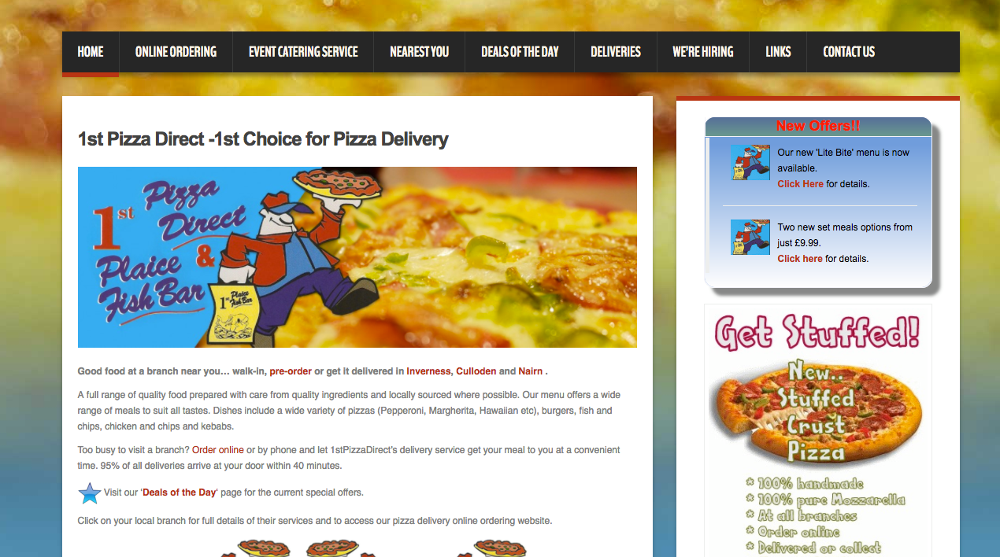 HOME ONLINE ORDERING EVENT CATERING SERVICE NEAREST YOU DEALS OF THE DAY DELIVERIES WE'RE HIRING LINKS CONTACT US
1st Pizza Direct -1st Choice for Pizza Delivery
1st Pizza
Direct
&
Plaice
Fish Bar
1st Plaice
Fish Bar
Good food at a branch near you… walk-in, pre-order or get it delivered in Inverness, Culloden and Nairn .
A full range of quality food prepared with care from quality ingredients and locally sourced where possible. Our menu offers a wide
range of meals to suit all tastes. Dishes include a wide variety of pizzas (Pepperoni, Margherita, Hawaiian etc), burgers, fish and
chips, chicken and chips and kebabs.
Too busy to visit a branch? Order online or by phone and let 1stPizzaDirect's delivery service get your meal to you at a convenient
time. 95% of all deliveries arrive at your door within 40 minutes.
Visit our 'Deals of the Day' page for the current special offers.
Click on your local branch for full details of their services and to access our pizza delivery online ordering website.
New Offers!!
Our new 'Lite Bite' menu is now
available.
Click Here for details.
Two new set meals options from
just £9.99.
Click here for details.
Get Stuffed!
New..
Stuffed
Crust
Pizza
* 100% handmade
* 100% pure Mozzarella
* At all branches
* Order online
* Delivered or collect